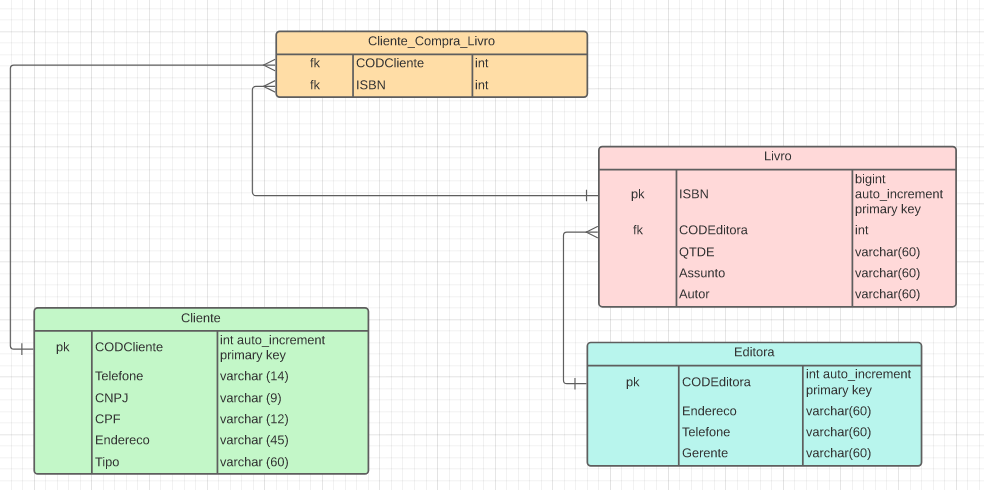 Cliente_Compra_Livro
fk CODCliente int
fk ISBN int
Livro
pk ISBN bigint
auto_increment
primary key
fk CODEditora int
QTDE varchar(60)
Assunto varchar(60)
Autor varchar(60)
Cliente
pk CODCliente int auto_increment
primary key
Telefone varchar (14)
CNPJ varchar (9)
CPF varchar (12)
Endereco varchar (45)
Tipo varchar (60)
Editora
pk CODEditora int auto_increment
primary key
Endereco varchar(60)
Telefone varchar(60)
Gerente varchar(60)